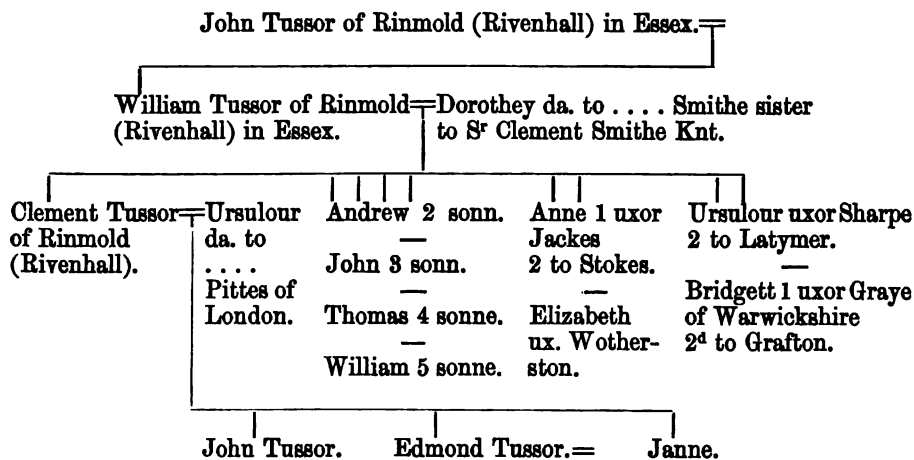 John Tussor of Rinmold (Rivenhall) in Essex.=
William Tussor of Rinmold=Dorothey da. to . . . . Smithe sister
(Rivenhall) in Essex. to Sʳ Clement Smithe Knt.
Clement Tussor=
of Rinmold
(Rivenhall).
Ursulour
da. to
. . . .
Pittes of
London.
Andrew 2 sonn.
—
John 3 sonn.
—
Thomas 4 sonne.
—
William 5 sonne.
Anne 1 uxor
Jackes
2 to Stokes.
—
Elizabeth
ux. Wother-
ston.
Ursulour uxor Sharpe
2 to Latymer.
—
Bridgett 1 uxor Graye
of Warwickshire
2ᵈ to Grafton.
John Tussor. Edmond Tussor.= Janne.